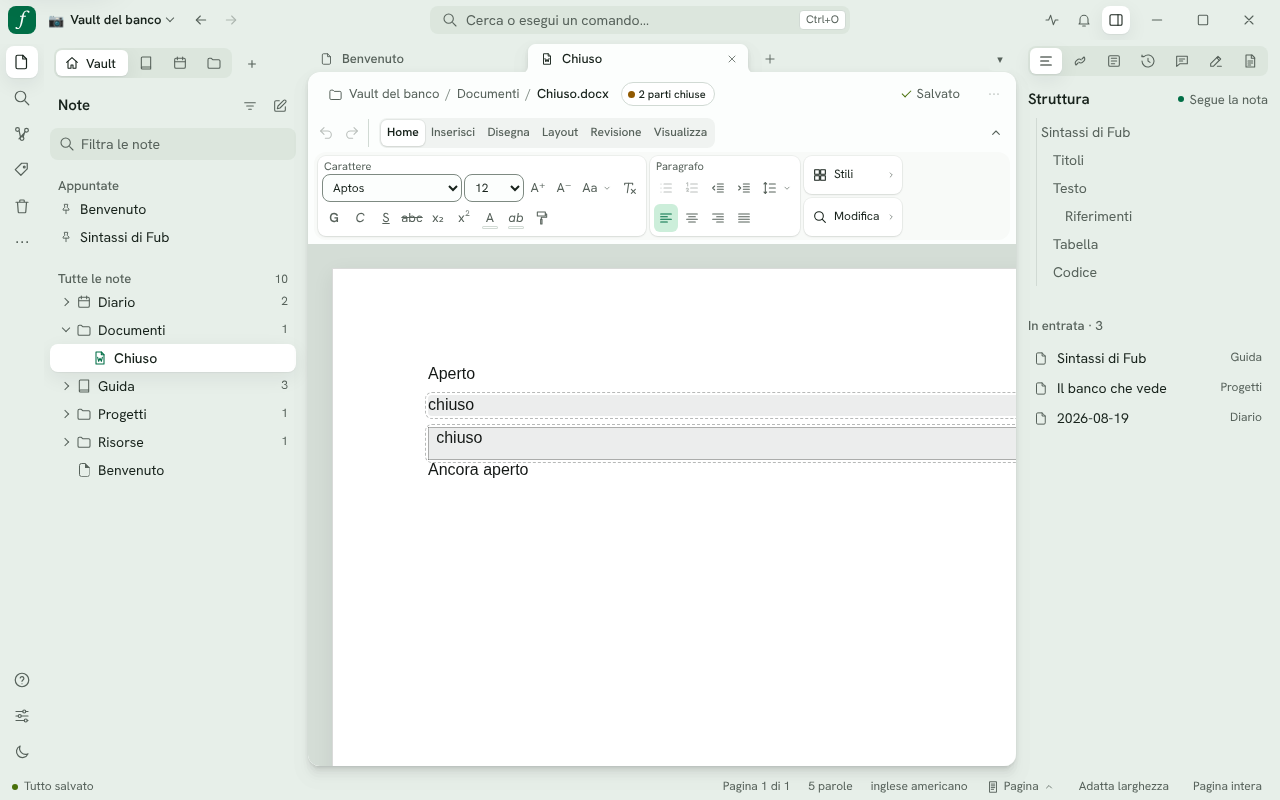 Vault del banco
Cerca o esegui un comando…
Ctrl+O
Vault
Benvenuto
Chiuso
Note
Filtra le note
Appuntate
Benvenuto
Sintassi di Fub
Tutte le note 10
Diario 2
Documenti 1
Chiuso
Guida 3
Progetti 1
Risorse 1
Benvenuto
Tutto salvato
Vault del banco / Documenti / Chiuso.docx
2 parti chiuse
Salvato
Home Inserisci Disegna Layout Revisione Visualizza
Carattere
Aptos 12 A+ A− Aa
G C S abc x₂ x² A ab
Paragrafo
Stili
Modifica
Aperto
chiuso
chiuso
Ancora aperto
Struttura
Segue la nota
Sintassi di Fub
Titoli
Testo
Riferimenti
Tabella
Codice
In entrata · 3
Sintassi di Fub Guida
Il banco che vede Progetti
2026-08-19 Diario
Pagina 1 di 1 5 parole inglese americano Pagina Adatta larghezza Pagina intera